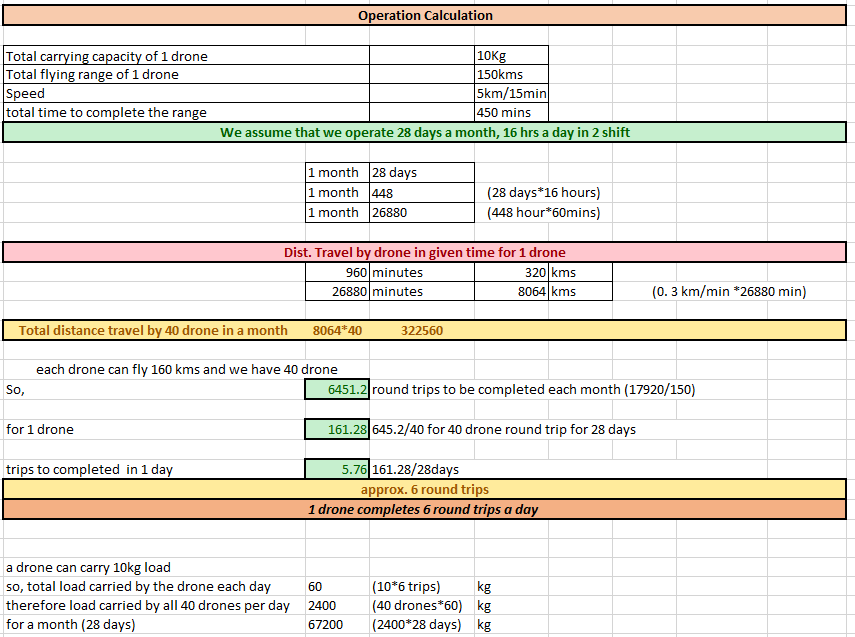 Operation Calculation
Total carrying capacity of 1 drone 10Kg
Total flying range of 1 drone 150kms
Speed 5km/15min
total time to complete the range 450 mins
We assume that we operate 28 days a month, 16 hrs a day in 2 shift
1 month 28 days
1 month 448 (28 days*16 hours)
1 month 26880 (448 hour*60mins)
Dist. Travel by drone in given time for 1 drone
960 minutes 320 kms
26880 minutes 8064 kms (0. 3 km/min *26880 min)
Total distance travel by 40 drone in a month 8064*40 322560
each drone can fly 160 kms and we have 40 drone
So, 6451.2 round trips to be completed each month (17920/150)
for 1 drone 161.28 645.2/40 for 40 drone round trip for 28 days
trips to completed in 1 day 5.76 161.28/28days
approx. 6 round trips
1 drone completes 6 round trips a day
a drone can carry 10kg load
so, total load carried by the drone each day 60 (10*6 trips) kg
therefore load carried by all 40 drones per day 2400 (40 drones*60) kg
for a month (28 days) 67200 (2400*28 days) kg